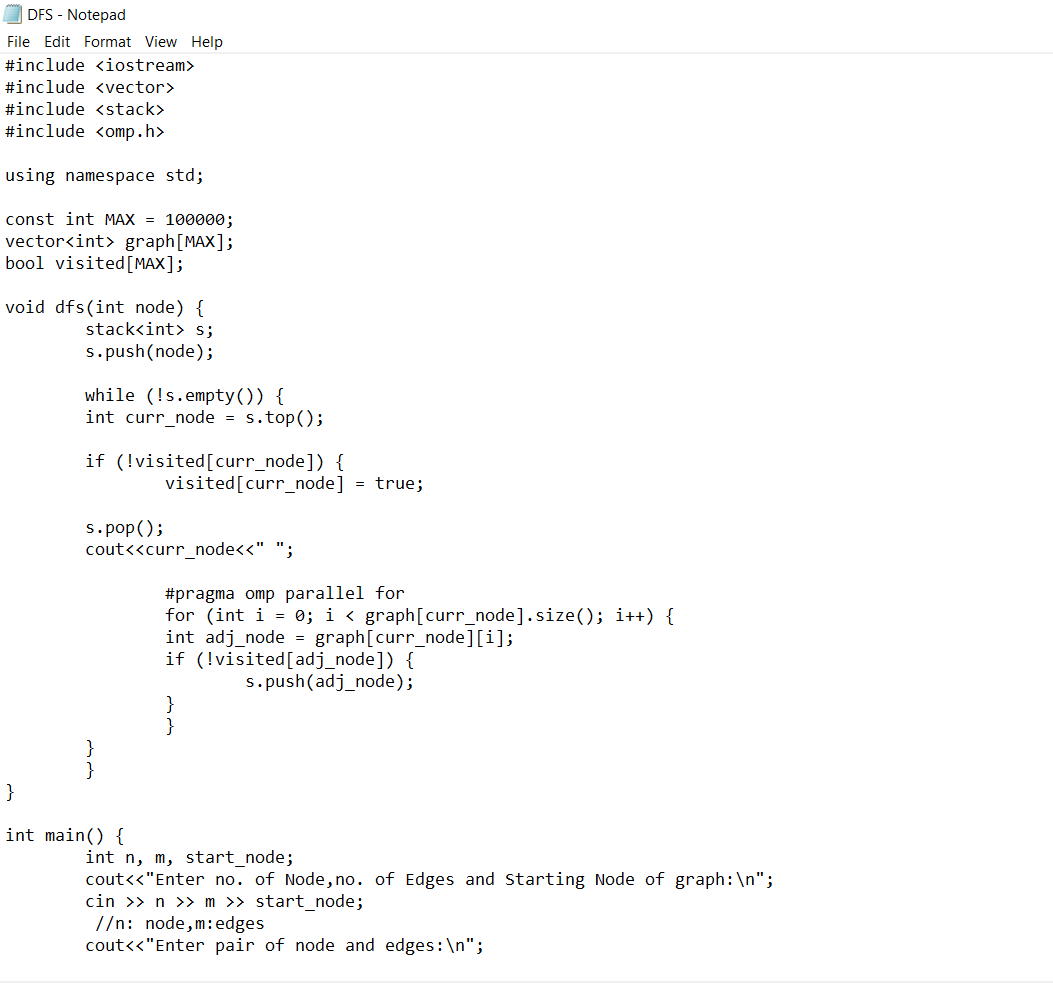 DFS - Notepad
File Edit Format View Help
#include <iostream>
#include <vector>
#include <stack>
#include <omp.h>

using namespace std;

const int MAX = 100000;
vector<int> graph[MAX];
bool visited[MAX];

void dfs(int node) {
        stack<int> s;
        s.push(node);

        while (!s.empty()) {
        int curr_node = s.top();

        if (!visited[curr_node]) {
                visited[curr_node] = true;

        s.pop();
        cout<<curr_node<<" ";

                #pragma omp parallel for
                for (int i = 0; i < graph[curr_node].size(); i++) {
                int adj_node = graph[curr_node][i];
                if (!visited[adj_node]) {
                        s.push(adj_node);
                }
                }
        }
        }
}

int main() {
        int n, m, start_node;
        cout<<"Enter no. of Node,no. of Edges and Starting Node of graph:\n";
        cin >> n >> m >> start_node;
         //n: node,m:edges
        cout<<"Enter pair of node and edges:\n";